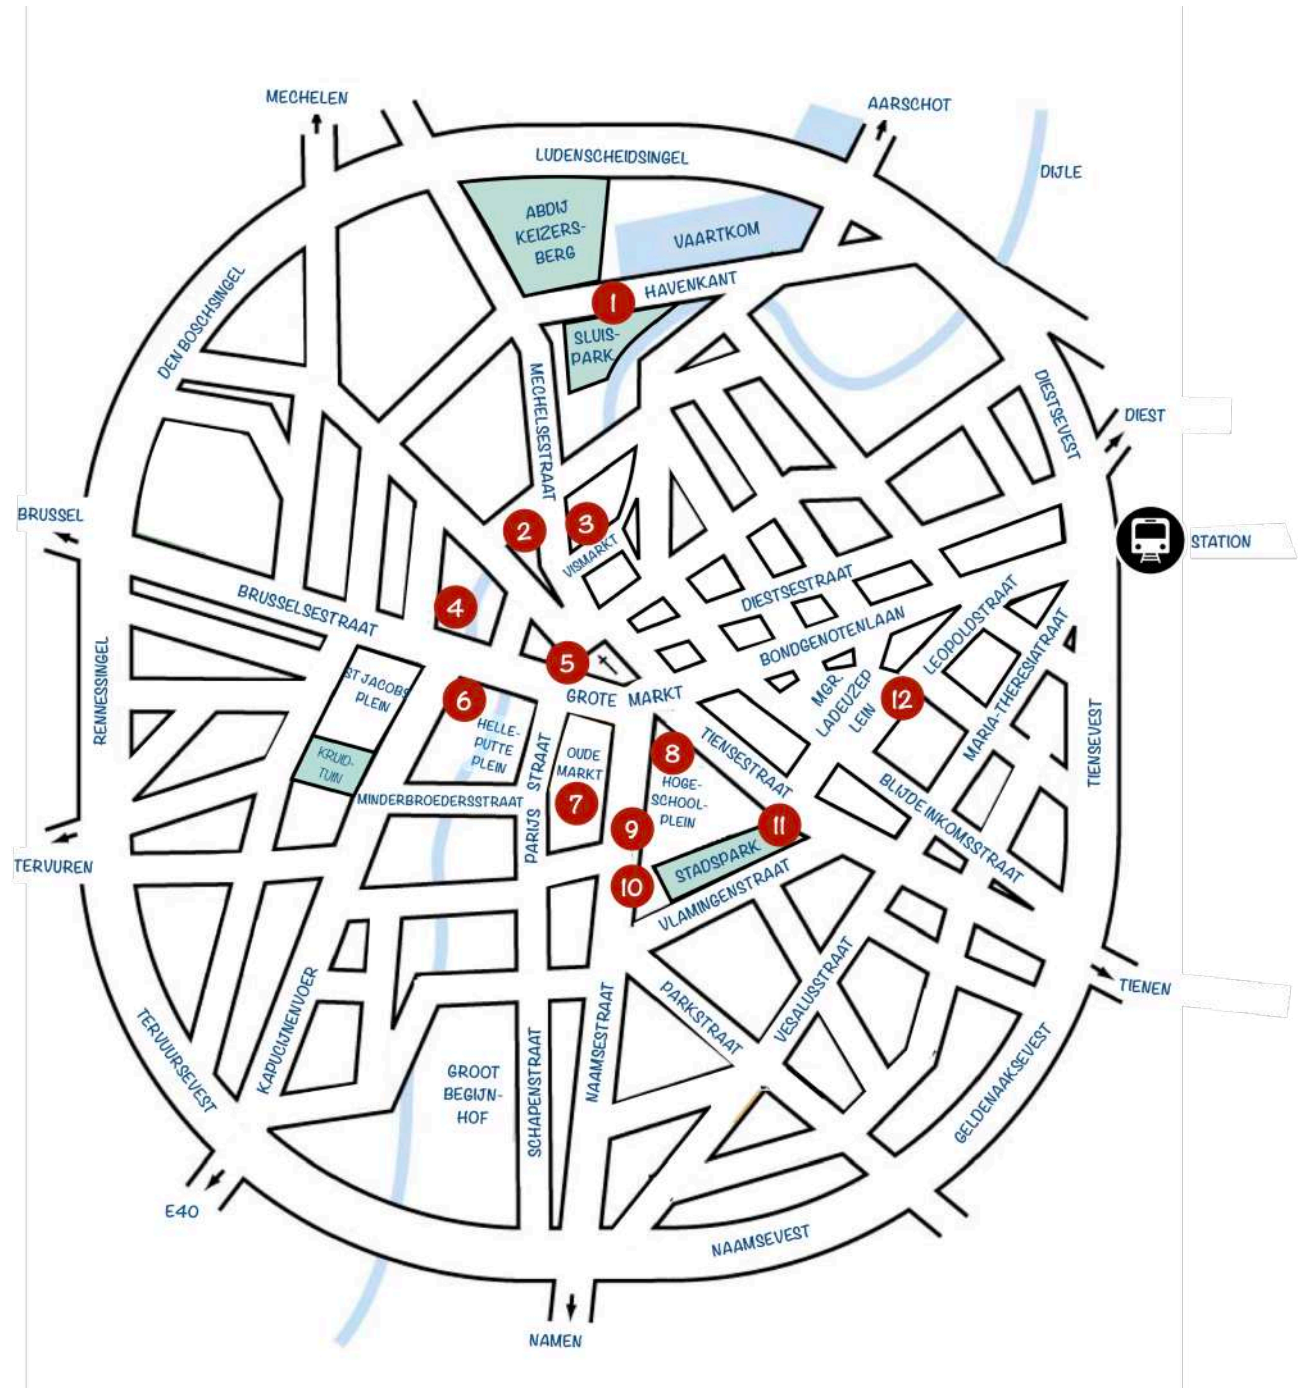 MECHELEN
AARSCHOT
LUDENSCHEIDSINGEL
DIJLE
ABDIJ
KEIZERS-
BERG
VAARTKOM
HAVENKANT
1
DEN BOSCHSINGEL
SLUIS-
PARK
MECHELSESTRAAT
DIESTSEVEST
DIEST
BRUSSEL
2
3
VISMARKT
STATION
BRUSSELSESTRAAT
4
DIESTSESTRAAT
BONDGENOTENLAAN
LEOPOLDSTRAAT
MARIA-THERESIATRAAT
5
GROTE MARKT
RENNESSINGEL
ST JACOBS
PLEIN
6
HELLE-
PUTTE
PLEIN
MGR.
LADEUZEP
LEIN
12
KRUID-
TUIN
PARIJS STRAAT
OUDE
MARKT
7
8
HOGE-
SCHOOL-
PLEIN
TIENSESTRAAT
TIENSEVEST
MINDERBROEDERSSTRAAT
9
11
BLIJDE INKOMSSTRAAT
TERVUREN
10
STADSPARK
VLAMINGENSTRAAT
TERVUURSEVEST
KAPUCIJNENVOER
PARKSTRAAT
VESALUSSTRAAT
TIENEN
GROOT
BEGIJN-
HOF
SCHAPENSTRAAT
NAAMSESTRAAT
GELDENAAKSEVEST
E40
NAAMSEVEST
NAMEN